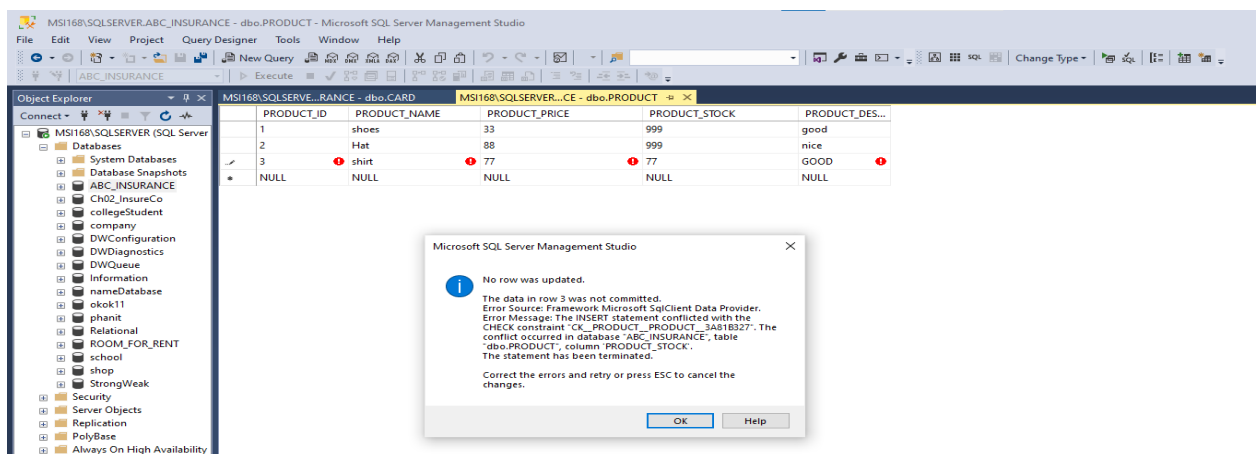 MSI168\SQLSERVER.ABC_INSURANCE - dbo.PRODUCT - Microsoft SQL Server Management Studio
File Edit View Project Query Designer Tools Window Help
New Query MDX DMX XMLA DAX
SQL Change Type
ABC_INSURANCE Execute
Object Explorer MSI168\SQLSERVE...RANCE - dbo.CARD MSI168\SQLSERVER...CE - dbo.PRODUCT
Connect
PRODUCT_ID PRODUCT_NAME PRODUCT_PRICE PRODUCT_STOCK PRODUCT_DES...
1 shoes 33 999 good
2 Hat 88 999 nice
3 shirt 77 77 GOOD
NULL NULL NULL NULL NULL
MSI168\SQLSERVER (SQL Server
Databases
System Databases
Database Snapshots
ABC_INSURANCE
Ch02_InsureCo
collegeStudent
company
DWConfiguration
DWDiagnostics
DWQueue
Information
nameDatabase
okok11
phanit
Relational
ROOM_FOR_RENT
school
shop
StrongWeak
Security
Server Objects
Replication
PolyBase
Always On High Availability
Microsoft SQL Server Management Studio
No row was updated.
The data in row 3 was not committed.
Error Source: Framework Microsoft SqlClient Data Provider.
Error Message: The INSERT statement conflicted with the
CHECK constraint "CK__PRODUCT__PRODUCT__3A81B327". The
conflict occurred in database "ABC_INSURANCE", table
"dbo.PRODUCT", column 'PRODUCT_STOCK'.
The statement has been terminated.
Correct the errors and retry or press ESC to cancel the
changes.
OK Help